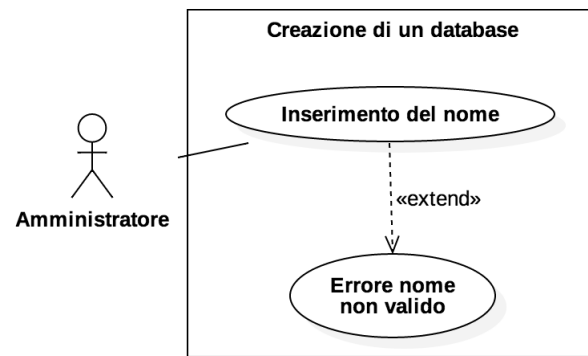 Creazione di un database
Inserimento del nome
«extend»
Amministratore
Errore nome
non valido